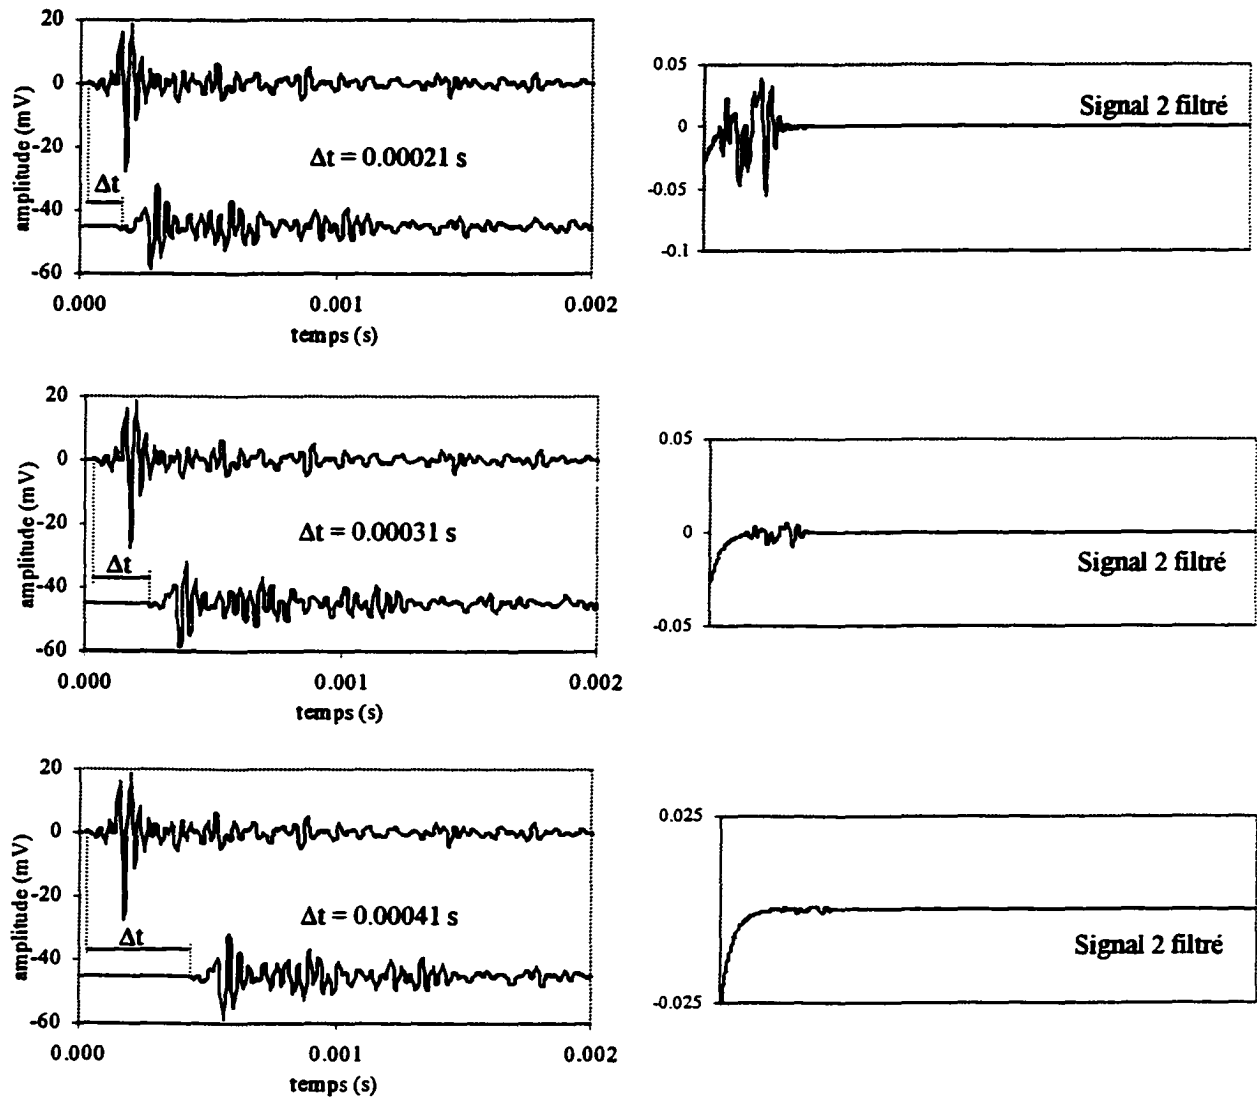 20
0
-20
-40
-60
amplitude (mV)
Δt = 0.00021 s
Δt
0.000
0.001
0.002
temps (s)
0.05
0
-0.05
-0.1
Signal 2 filtré
20
0
-20
-40
-60
amplitude (mV)
Δt = 0.00031 s
Δt
0.000
0.001
0.002
temps (s)
0.05
0
-0.05
Signal 2 filtré
20
0
-20
-40
-60
amplitude (mV)
Δt = 0.00041 s
Δt
0.000
0.001
0.002
temps (s)
0.025
0
-0.025
Signal 2 filtré